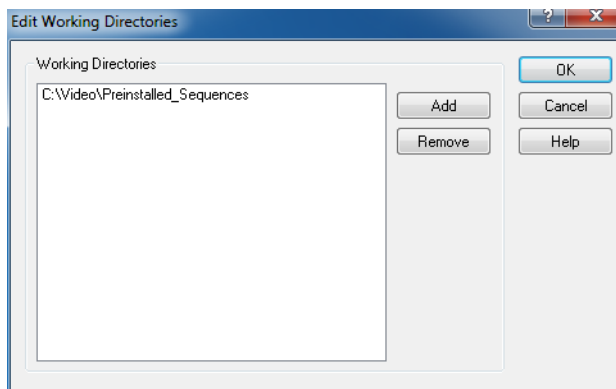 Edit Working Directories
? X
Working Directories
C:\Video\Preinstalled_Sequences
Add
Remove
OK
Cancel
Help